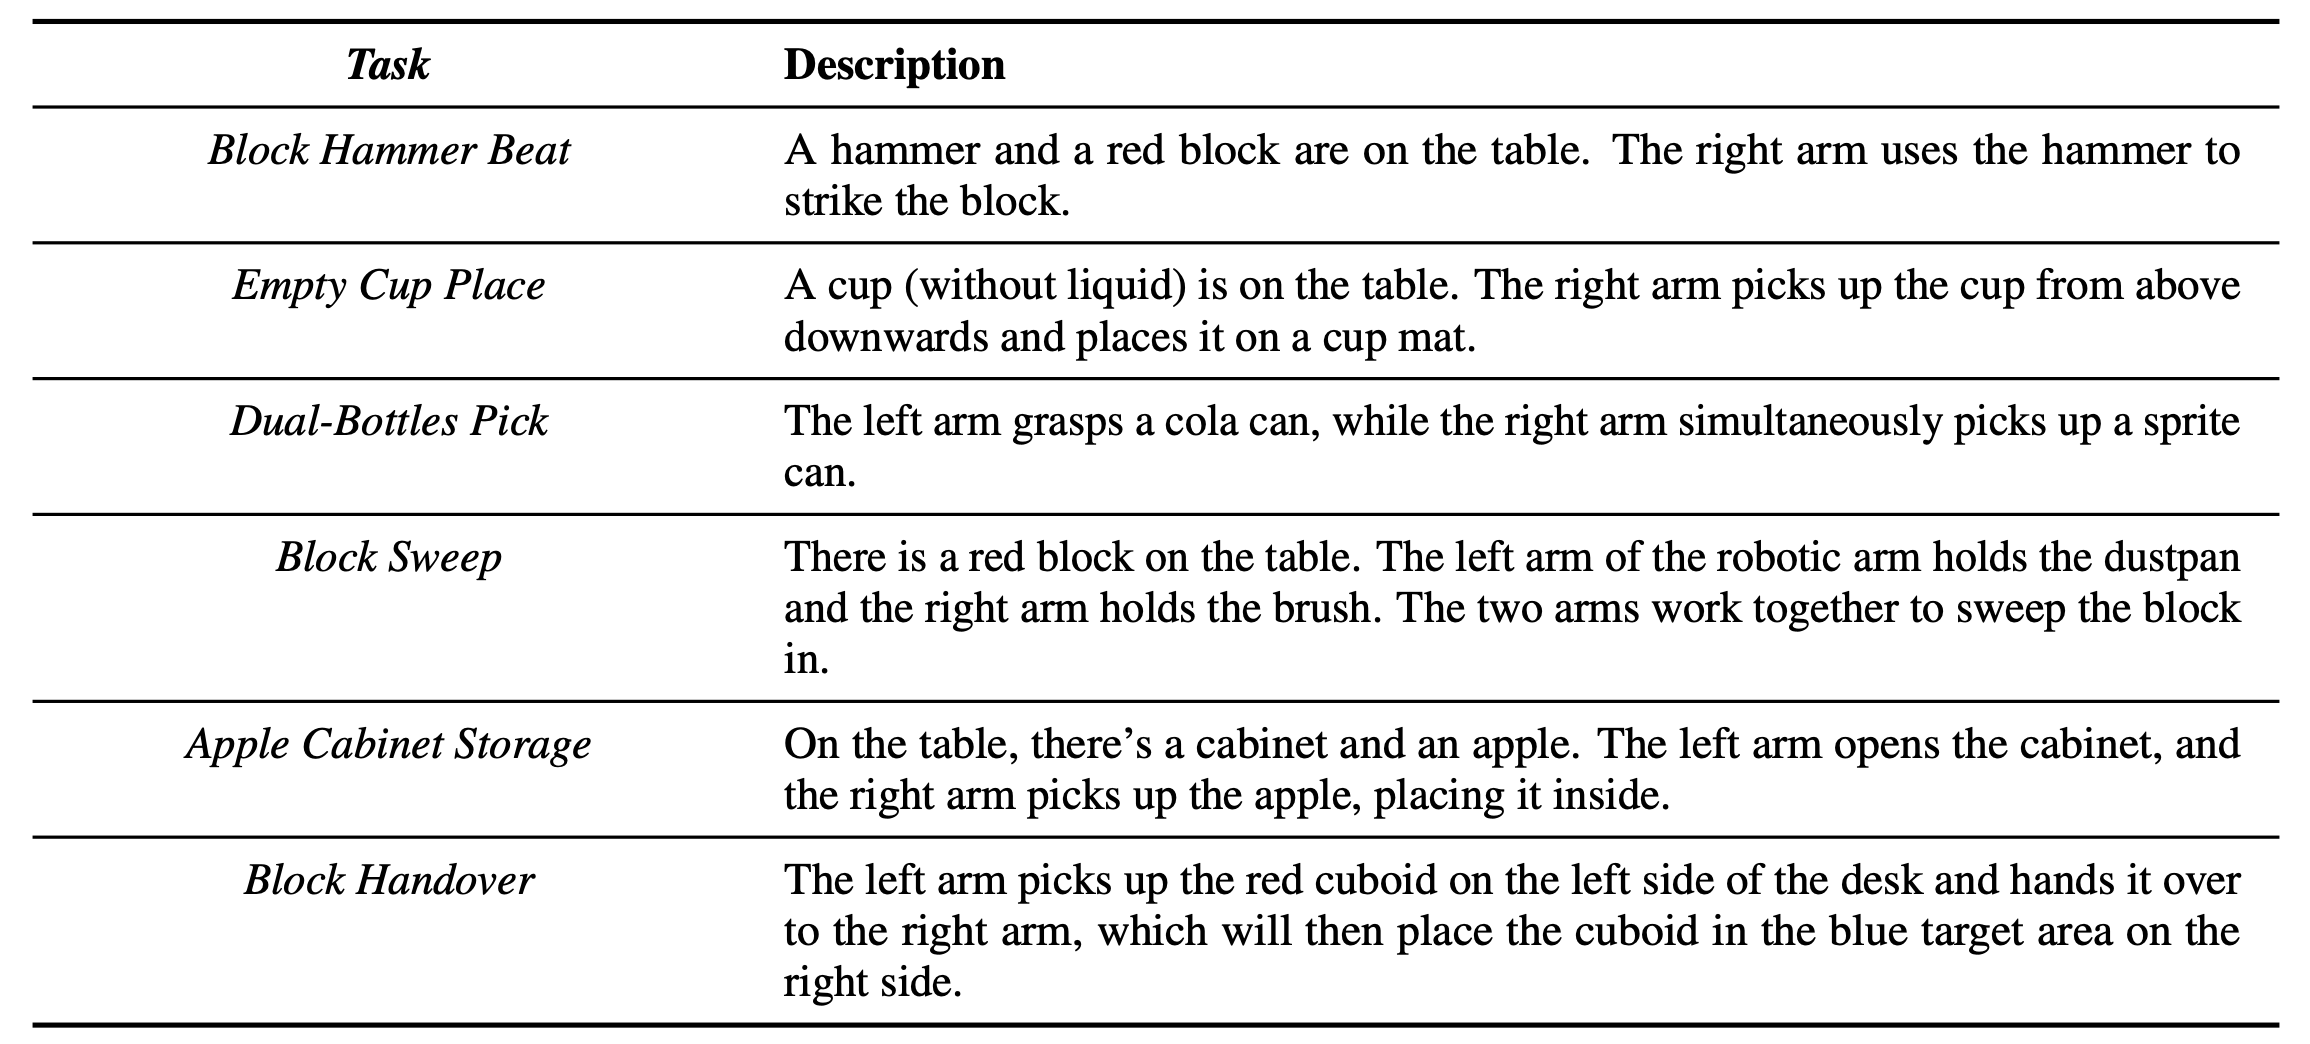 Task Description
Block Hammer Beat A hammer and a red block are on the table. The right arm uses the hammer to
strike the block.
Empty Cup Place A cup (without liquid) is on the table. The right arm picks up the cup from above
downwards and places it on a cup mat.
Dual-Bottles Pick The left arm grasps a cola can, while the right arm simultaneously picks up a sprite
can.
Block Sweep There is a red block on the table. The left arm of the robotic arm holds the dustpan
and the right arm holds the brush. The two arms work together to sweep the block
in.
Apple Cabinet Storage On the table, there’s a cabinet and an apple. The left arm opens the cabinet, and
the right arm picks up the apple, placing it inside.
Block Handover The left arm picks up the red cuboid on the left side of the desk and hands it over
to the right arm, which will then place the cuboid in the blue target area on the
right side.